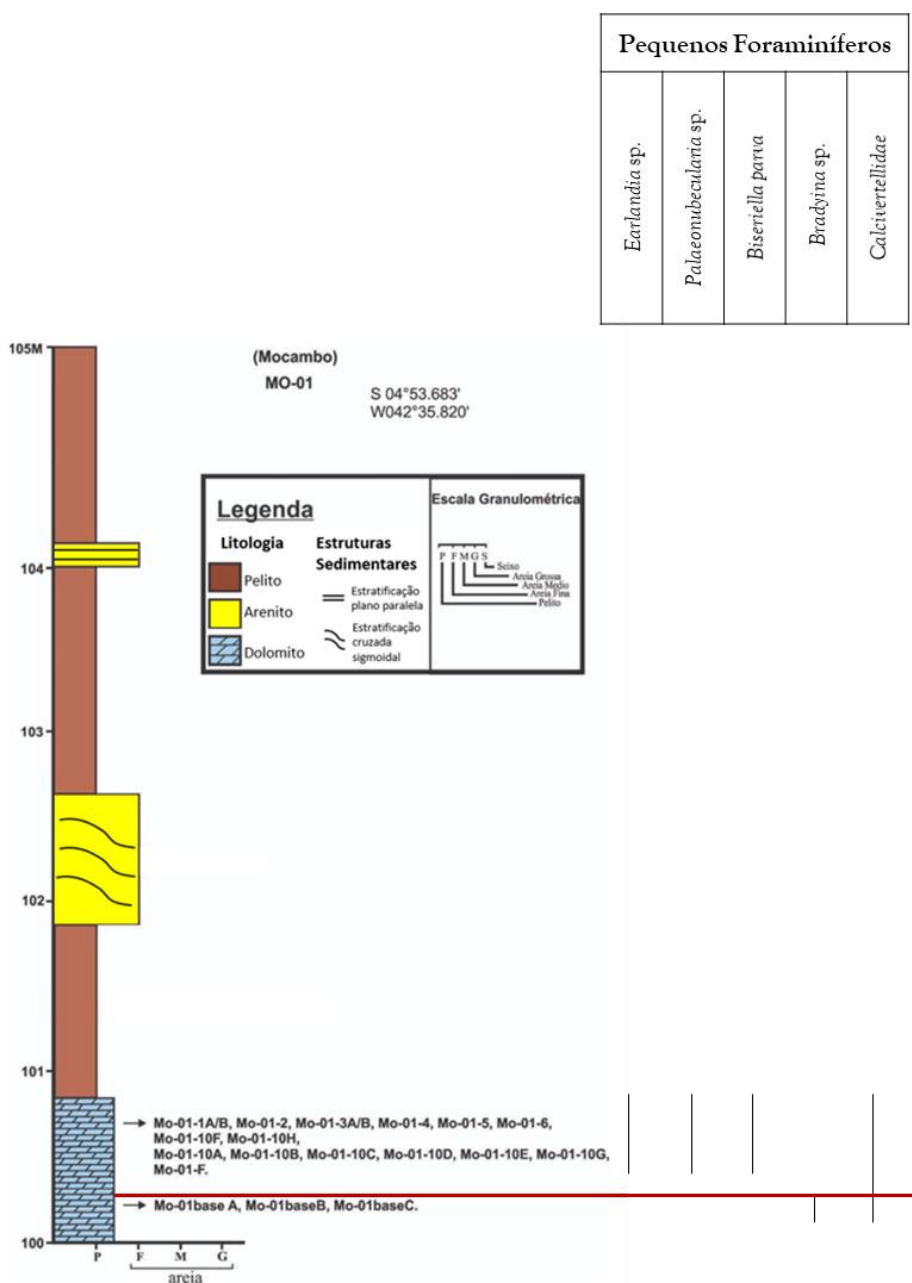 Pequenos Foraminíferos
Earlandia sp.
Palaeonubecularia sp.
Biseriella parva
Bradyina sp.
Calcivertellidae
105M
(Mocambo)
MO-01
S 04°53.683'
W042°35.820'
Legenda
Litologia
Pelito
Arenito
Dolomito
Estruturas
Sedimentares
Estratificação
plano paralela
Estratificação
cruzada
sigmoidal
Escala Granulométrica
P F M G S
Seixo
Areia Grossa
Areia Medio
Areia Fina
Pelito
104
103
102
101
Mo-01-1A/B, Mo-01-2, Mo-01-3A/B, Mo-01-4, Mo-01-5, Mo-01-6,
Mo-01-10F, Mo-01-10H,
Mo-01-10A, Mo-01-10B, Mo-01-10C, Mo-01-10D, Mo-01-10E, Mo-01-10G,
Mo-01-F.
Mo-01base A, Mo-01baseB, Mo-01baseC.
100
P F M G
areia